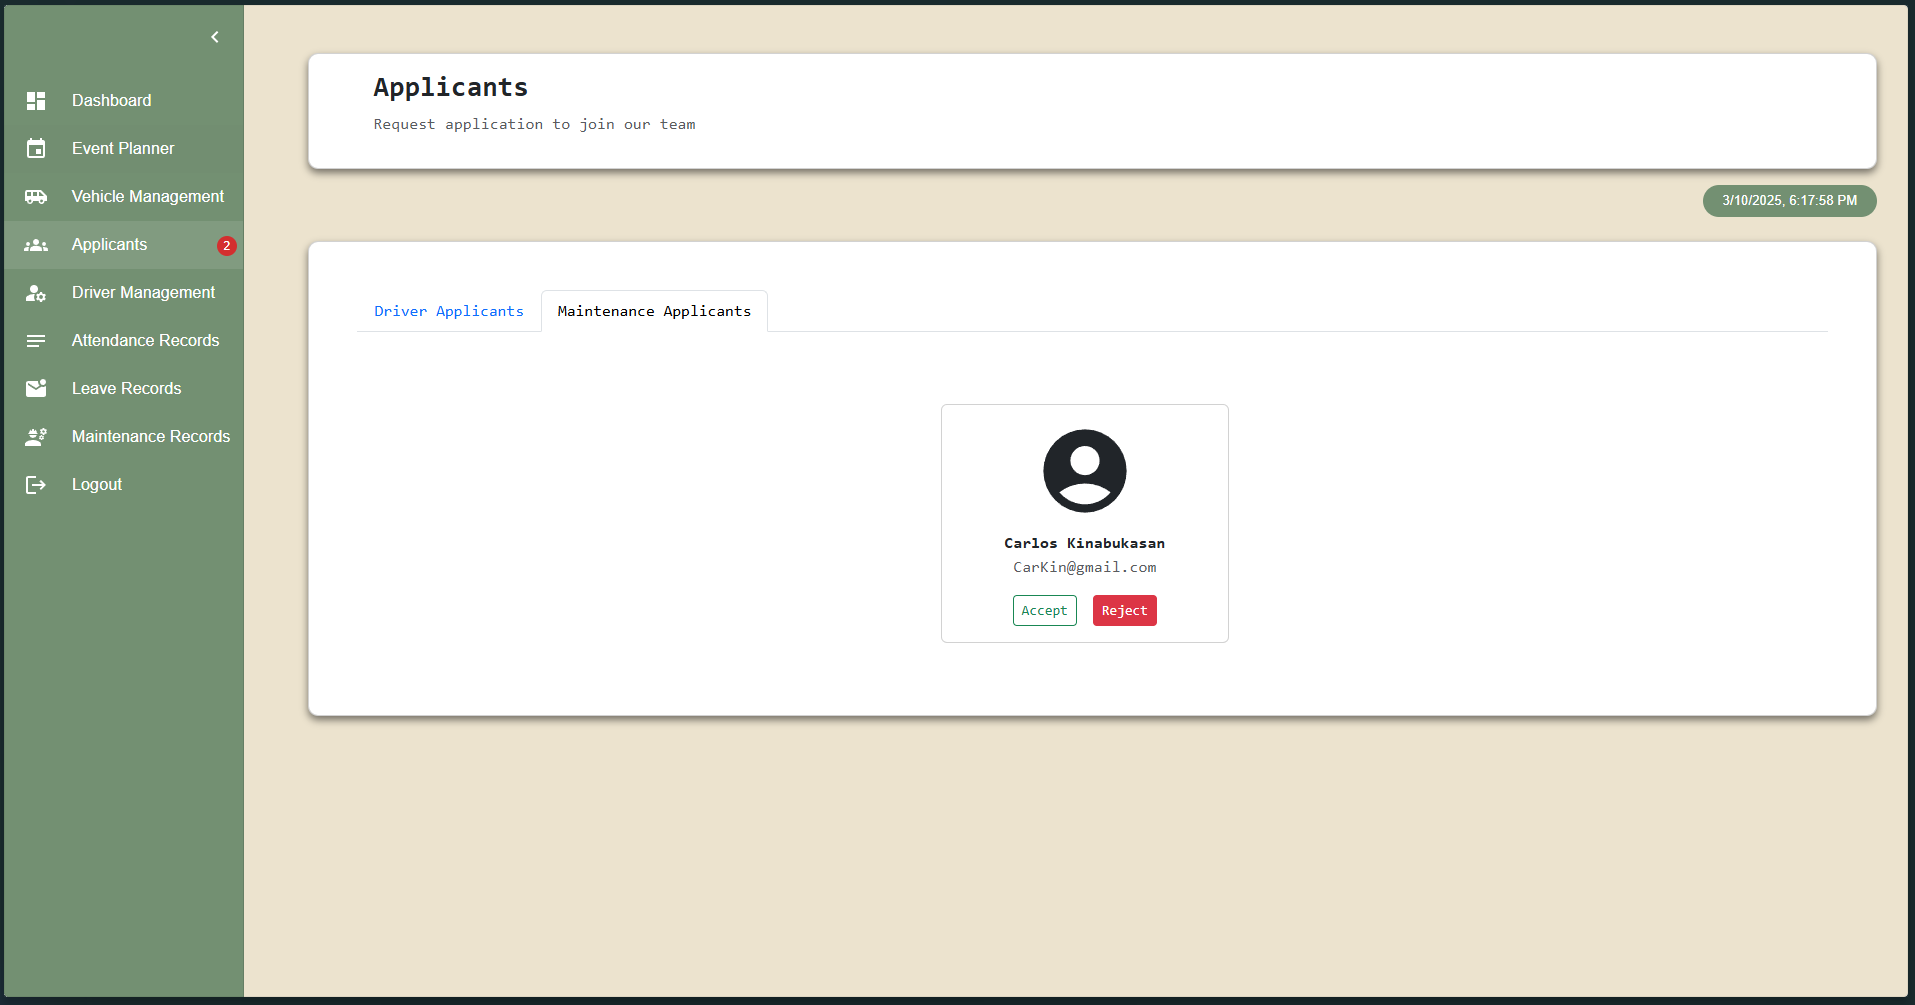 Dashboard
Event Planner
Vehicle Management
Applicants 2
Driver Management
Attendance Records
Leave Records
Maintenance Records
Logout
Applicants
Request application to join our team
3/10/2025, 6:17:58 PM
Driver Applicants Maintenance Applicants
Carlos Kinabukasan
CarKin@gmail.com
Accept Reject